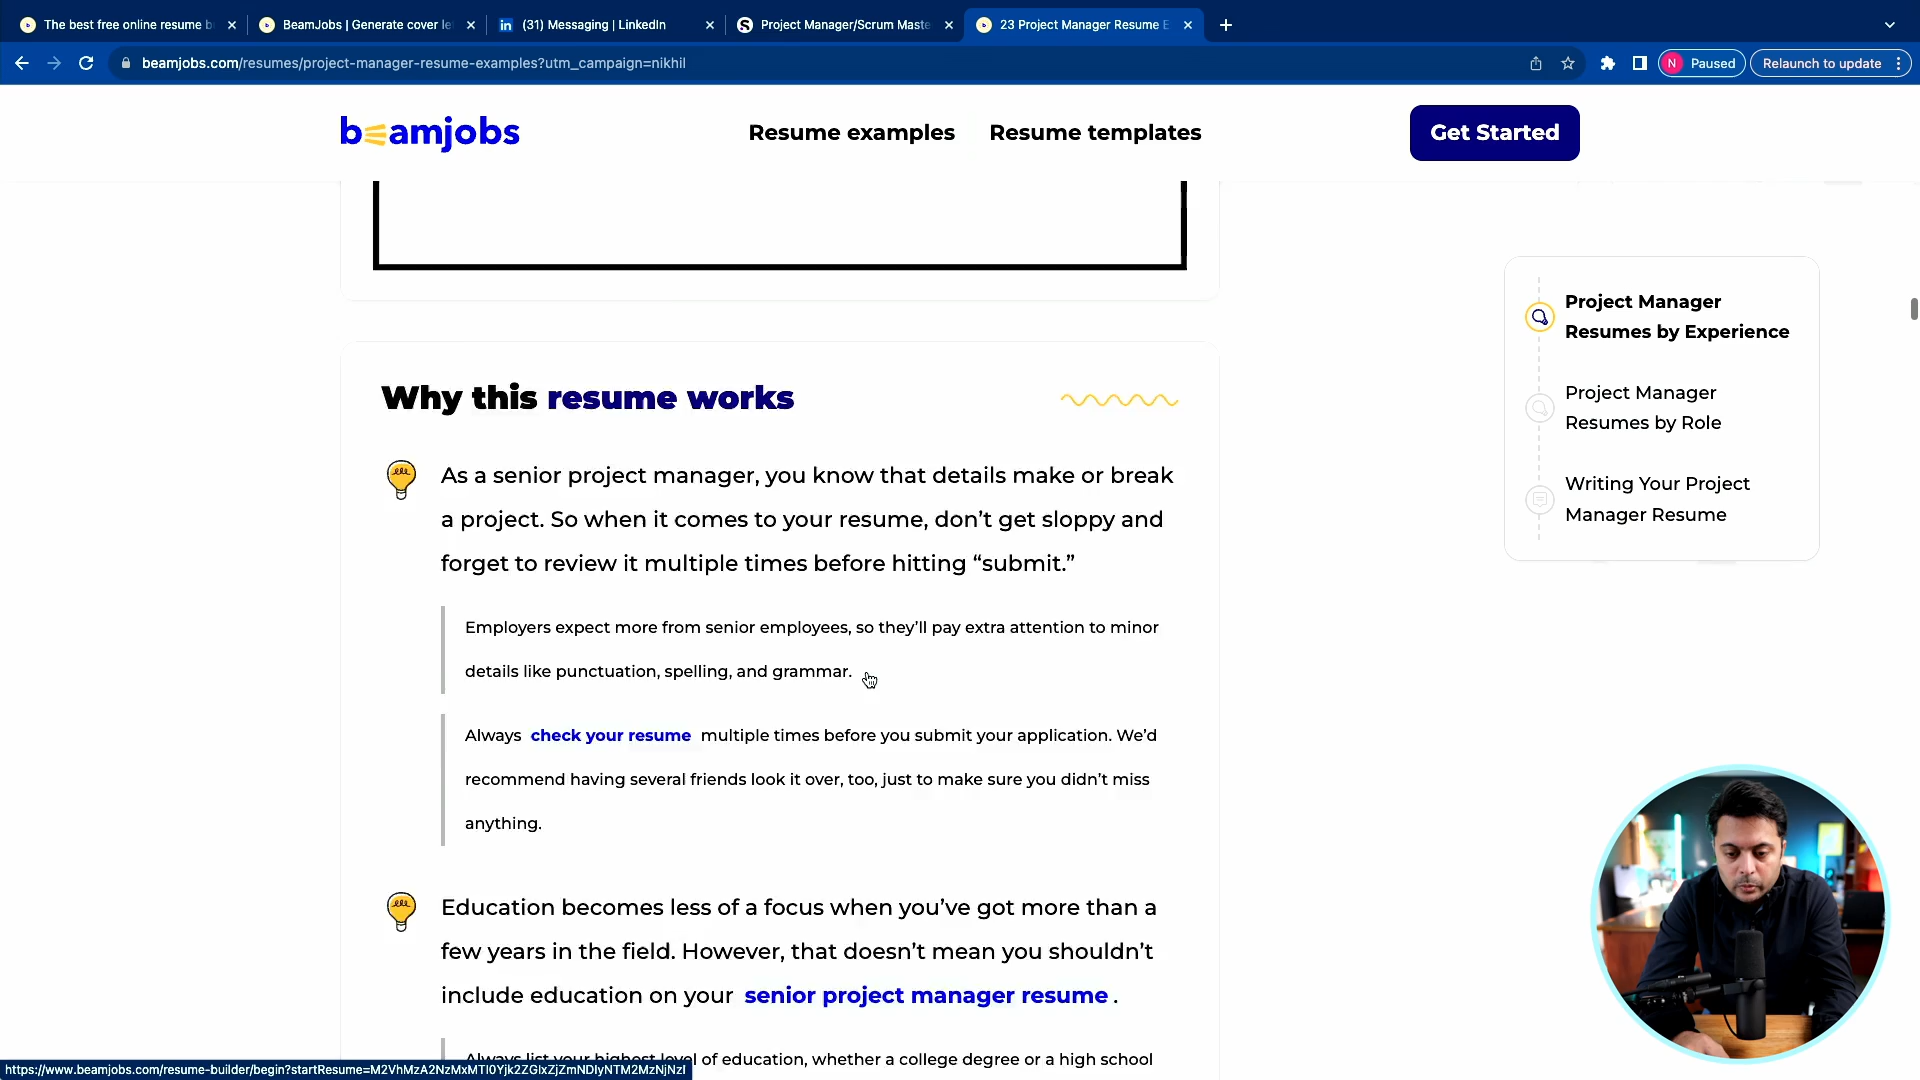 The best free online resume b
BeamJobs | Generate cover le
(31) Messaging | LinkedIn
Project Manager/Scrum Maste
23 Project Manager Resume E
beamjobs.com/resumes/project-manager-resume-examples?utm_campaign=nikhil
N Paused
Relaunch to update
beamjobs
Resume examples
Resume templates
Get Started
Project Manager
Resumes by Experience
Project Manager
Resumes by Role
Writing Your Project
Manager Resume
Why this resume works
As a senior project manager, you know that details make or break
a project. So when it comes to your resume, don’t get sloppy and
forget to review it multiple times before hitting “submit.”
Employers expect more from senior employees, so they’ll pay extra attention to minor
details like punctuation, spelling, and grammar.
Always check your resume multiple times before you submit your application. We’d
recommend having several friends look it over, too, just to make sure you didn’t miss
anything.
Education becomes less of a focus when you’ve got more than a
few years in the field. However, that doesn’t mean you shouldn’t
include education on your senior project manager resume.
Always list your highest level of education, whether a college degree or a high school